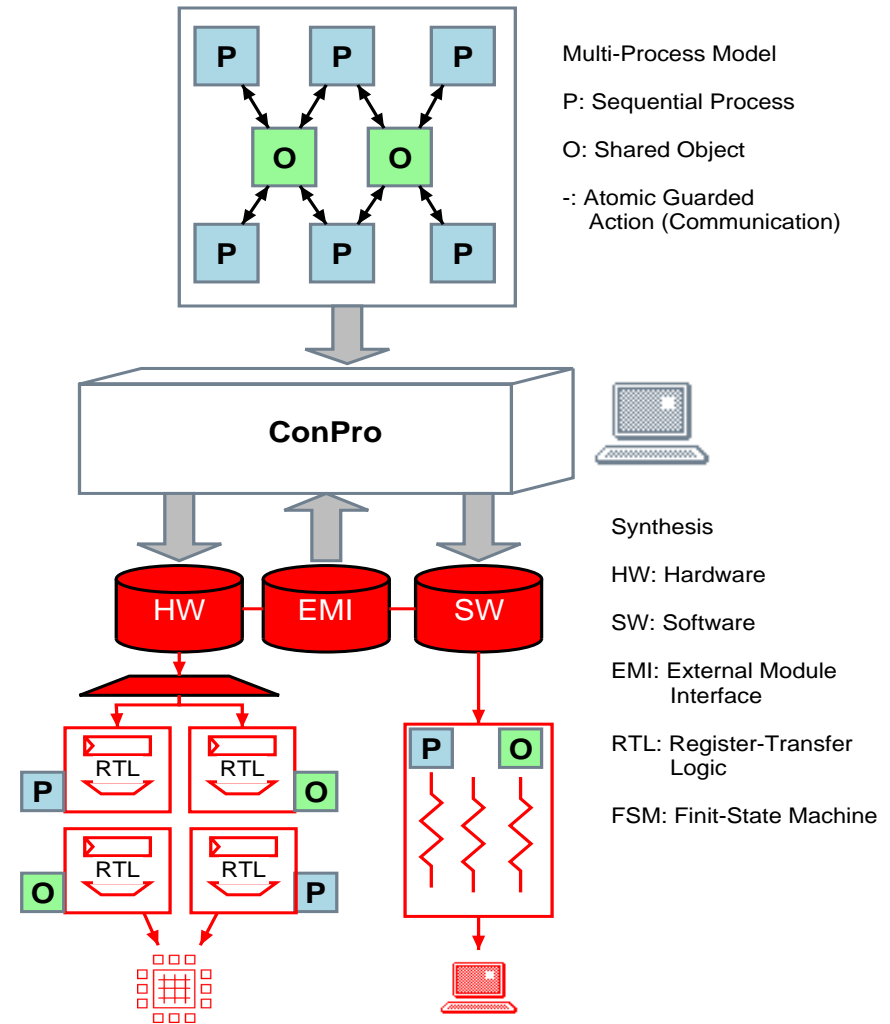 P P P
Multi-Process Model
P: Sequential Process
O O
O: Shared Object
-: Atomic Guarded
Action (Communication)
P P P
ConPro
Synthesis
HW EMI SW
HW: Hardware
SW: Software
EMI: External Module
Interface
RTL: Register-Transfer
Logic
FSM: Finit-State Machine
P O
RTL RTL
P O
RTL RTL
O P